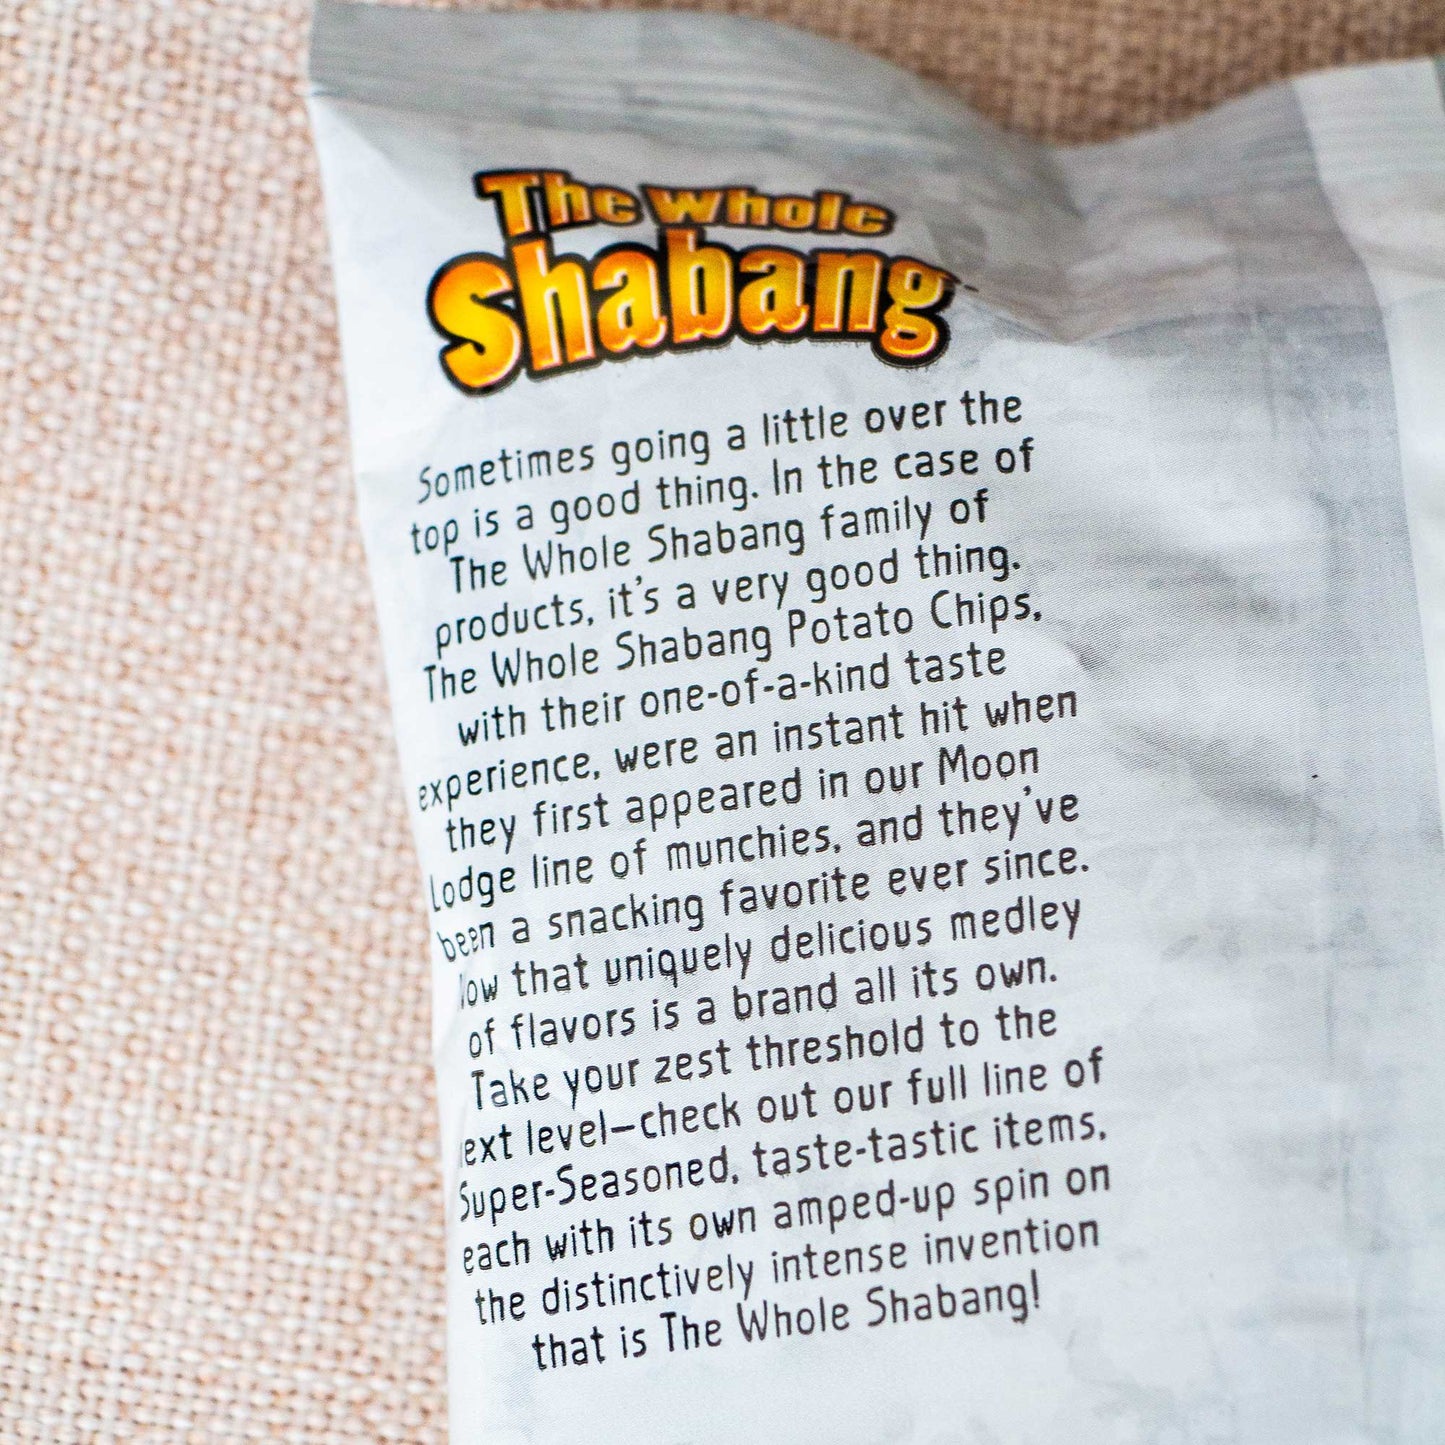 The Whole
Shabang
Sometimes going a little over the
top is a good thing. In the case of
The Whole Shabang family of
products, it's a very good thing.
The Whole Shabang Potato Chips,
with their one-of-a-kind taste
experience, were an instant hit when
they first appeared in our Moon
Lodge line of munchies, and they've
been a snacking favorite ever since.
ow that uniquely delicious medley
of flavors is a brand all its own.
Take your zest threshold to the
ext level—check out our full line of
Super-Seasoned, taste-tastic items,
each with its own amped-up spin on
the distinctively intense invention
that is The Whole Shabang!